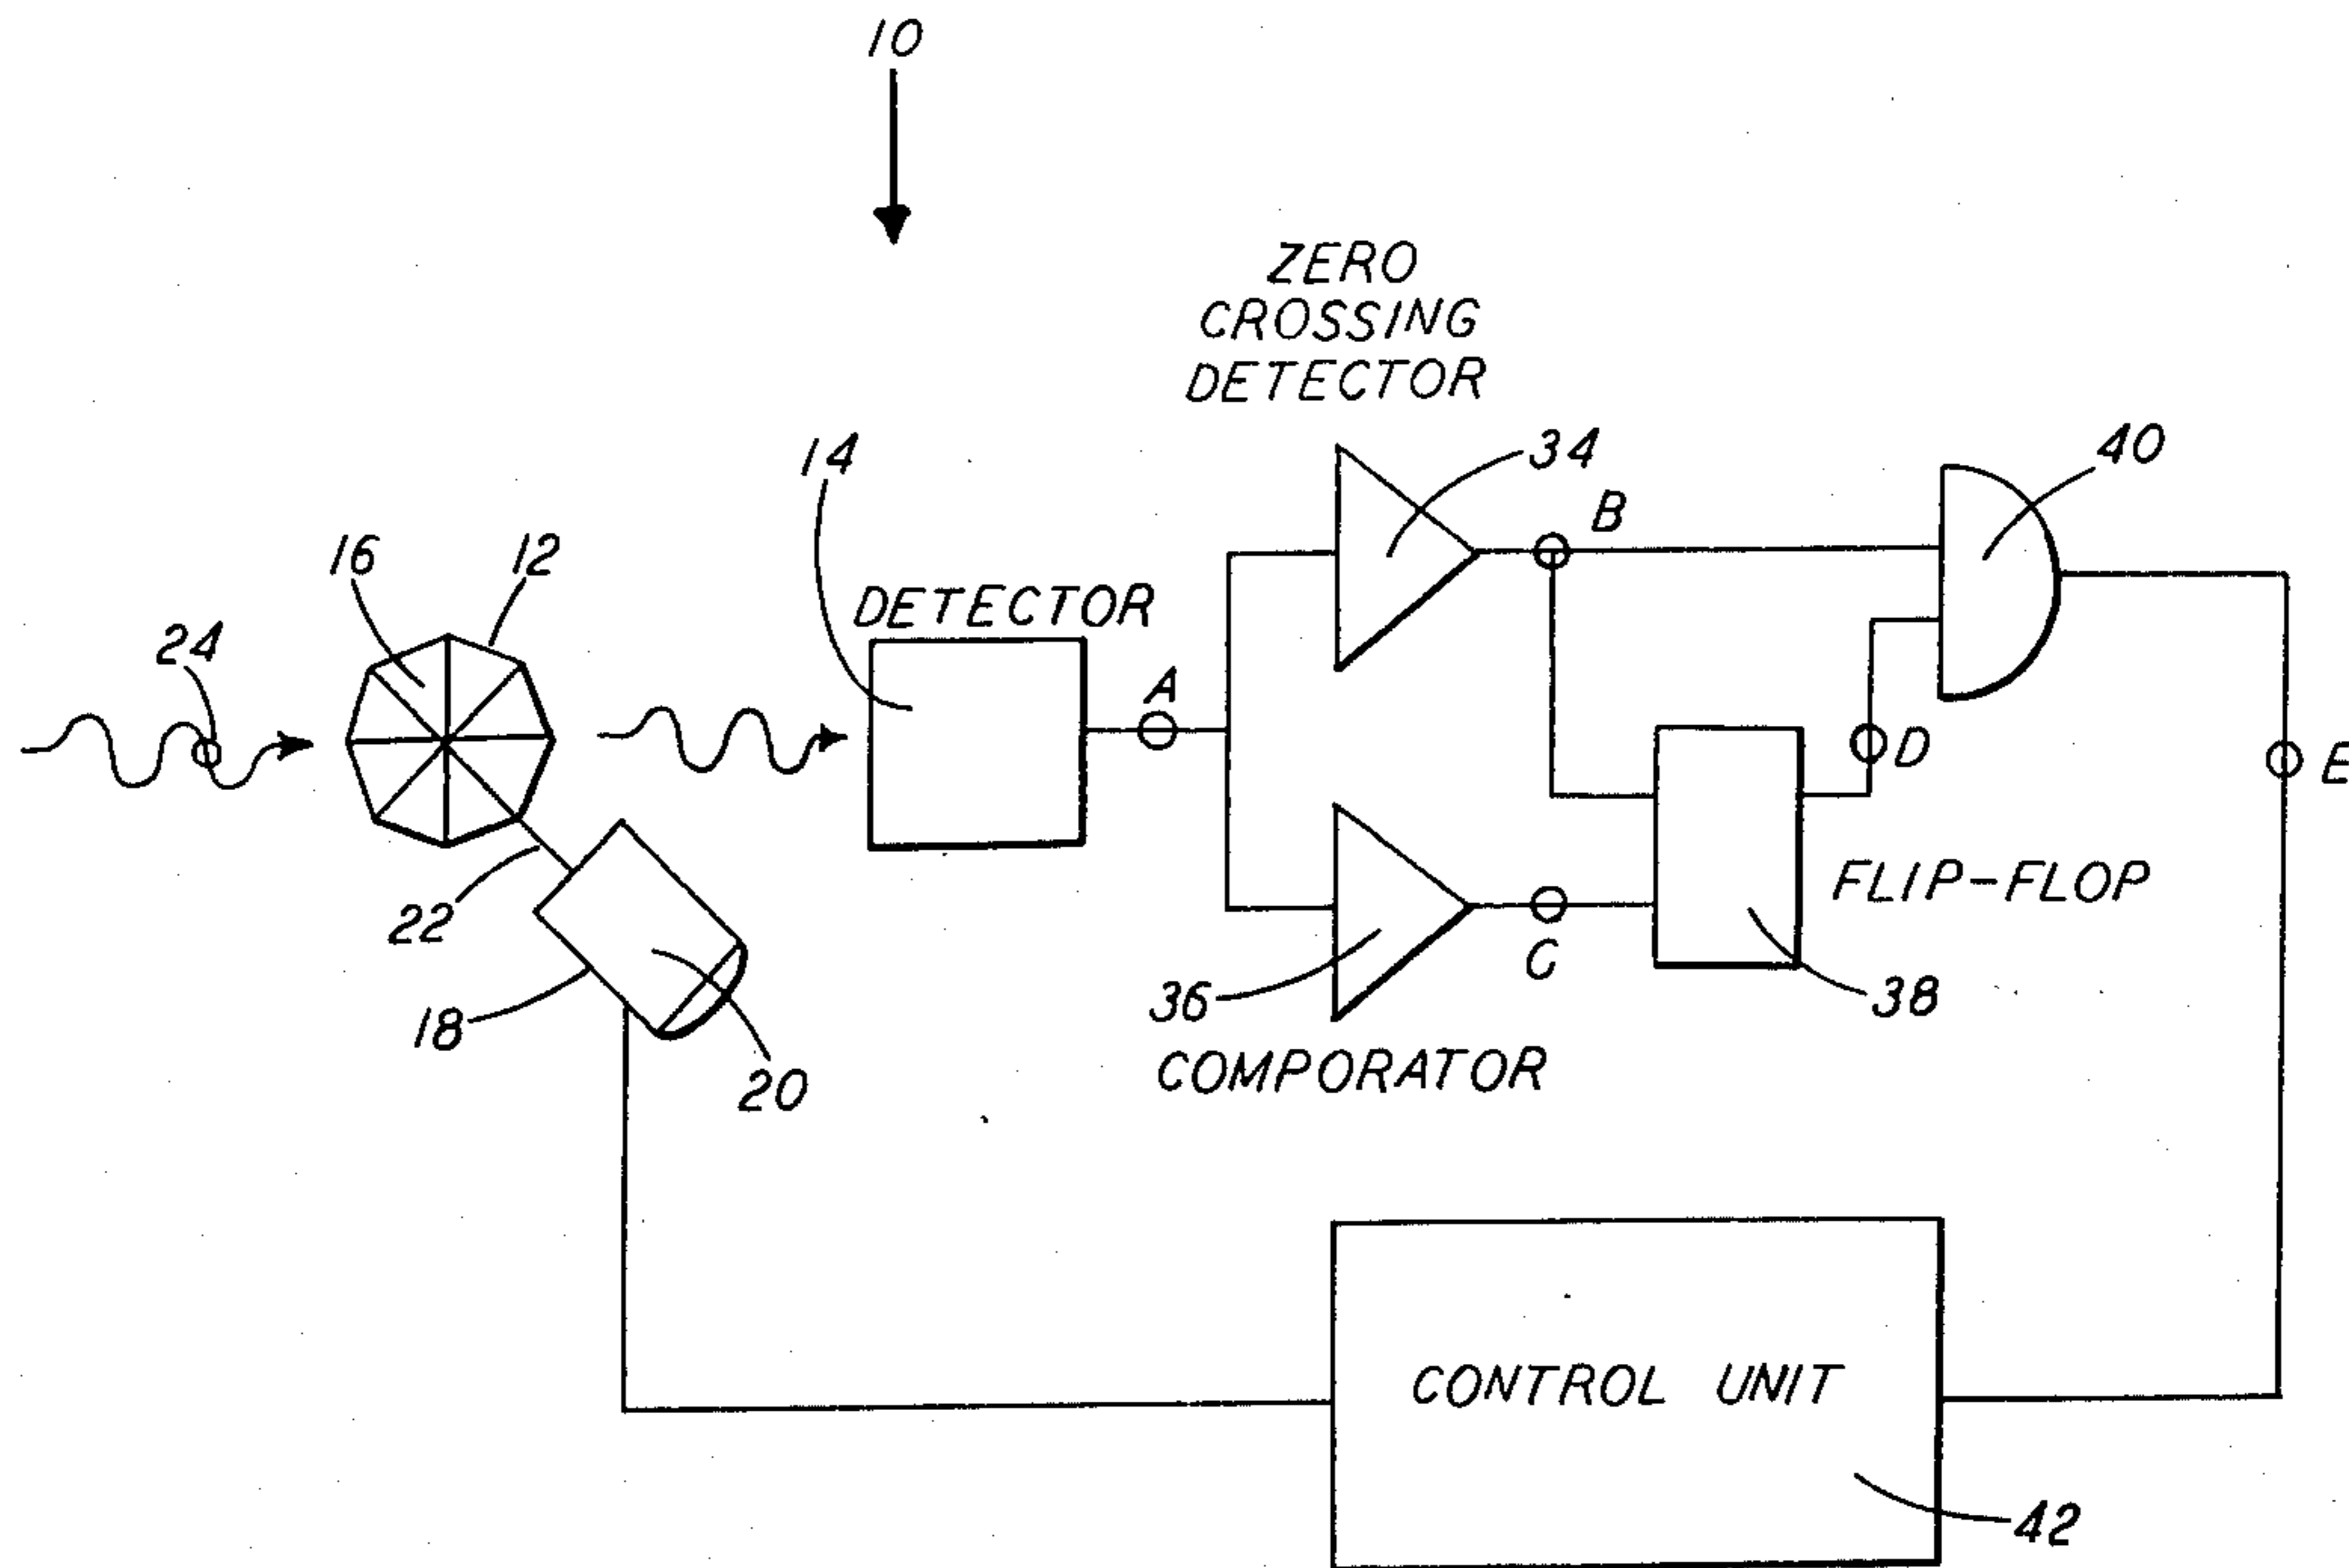 10
ZERO
CROSSING
DETECTOR
34
40
14
B
16
12
DETECTOR
24
A
D
E
FLIP-FLOP
22
C
36
38
18
COMPORATOR
20
CONTROL UNIT
42